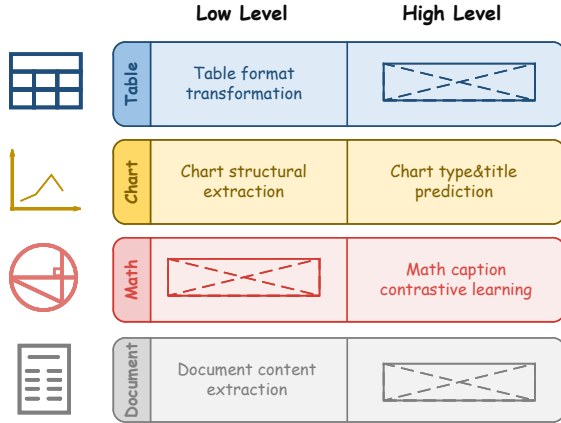 Low Level High Level
Table
Table format
transformation
Chart
Chart structural
extraction
Chart type&title
prediction
Math
Math caption
contrastive learning
Document
Document content
extraction